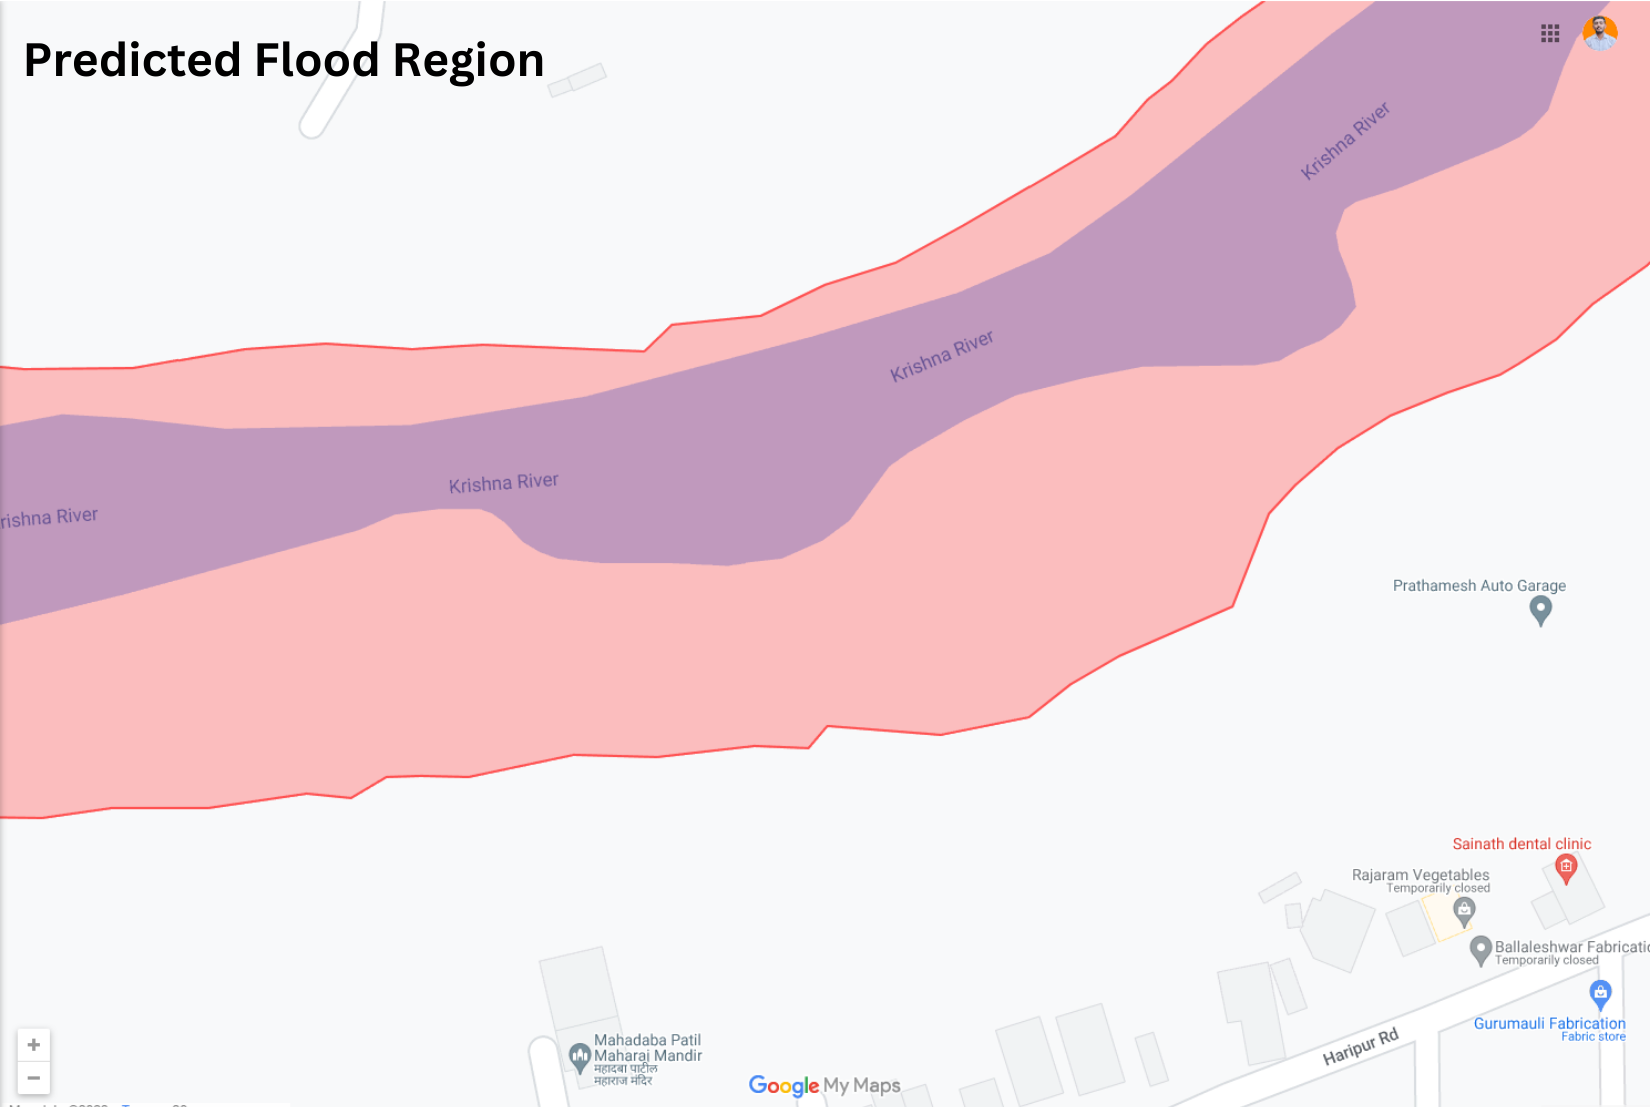 Predicted Flood Region
Krishna River
Krishna River
Krishna River
rishna River
Prathamesh Auto Garage
Sainath dental clinic
Rajaram Vegetables
Temporarily closed
Ballaleshwar Fabricati
Temporarily closed
Gurumauli Fabrication
Fabric store
Haripur Rd
Mahadaba Patil
Maharaj Mandir
महादबा पाटील
महाराज मंदिर
Google My Maps
+
−